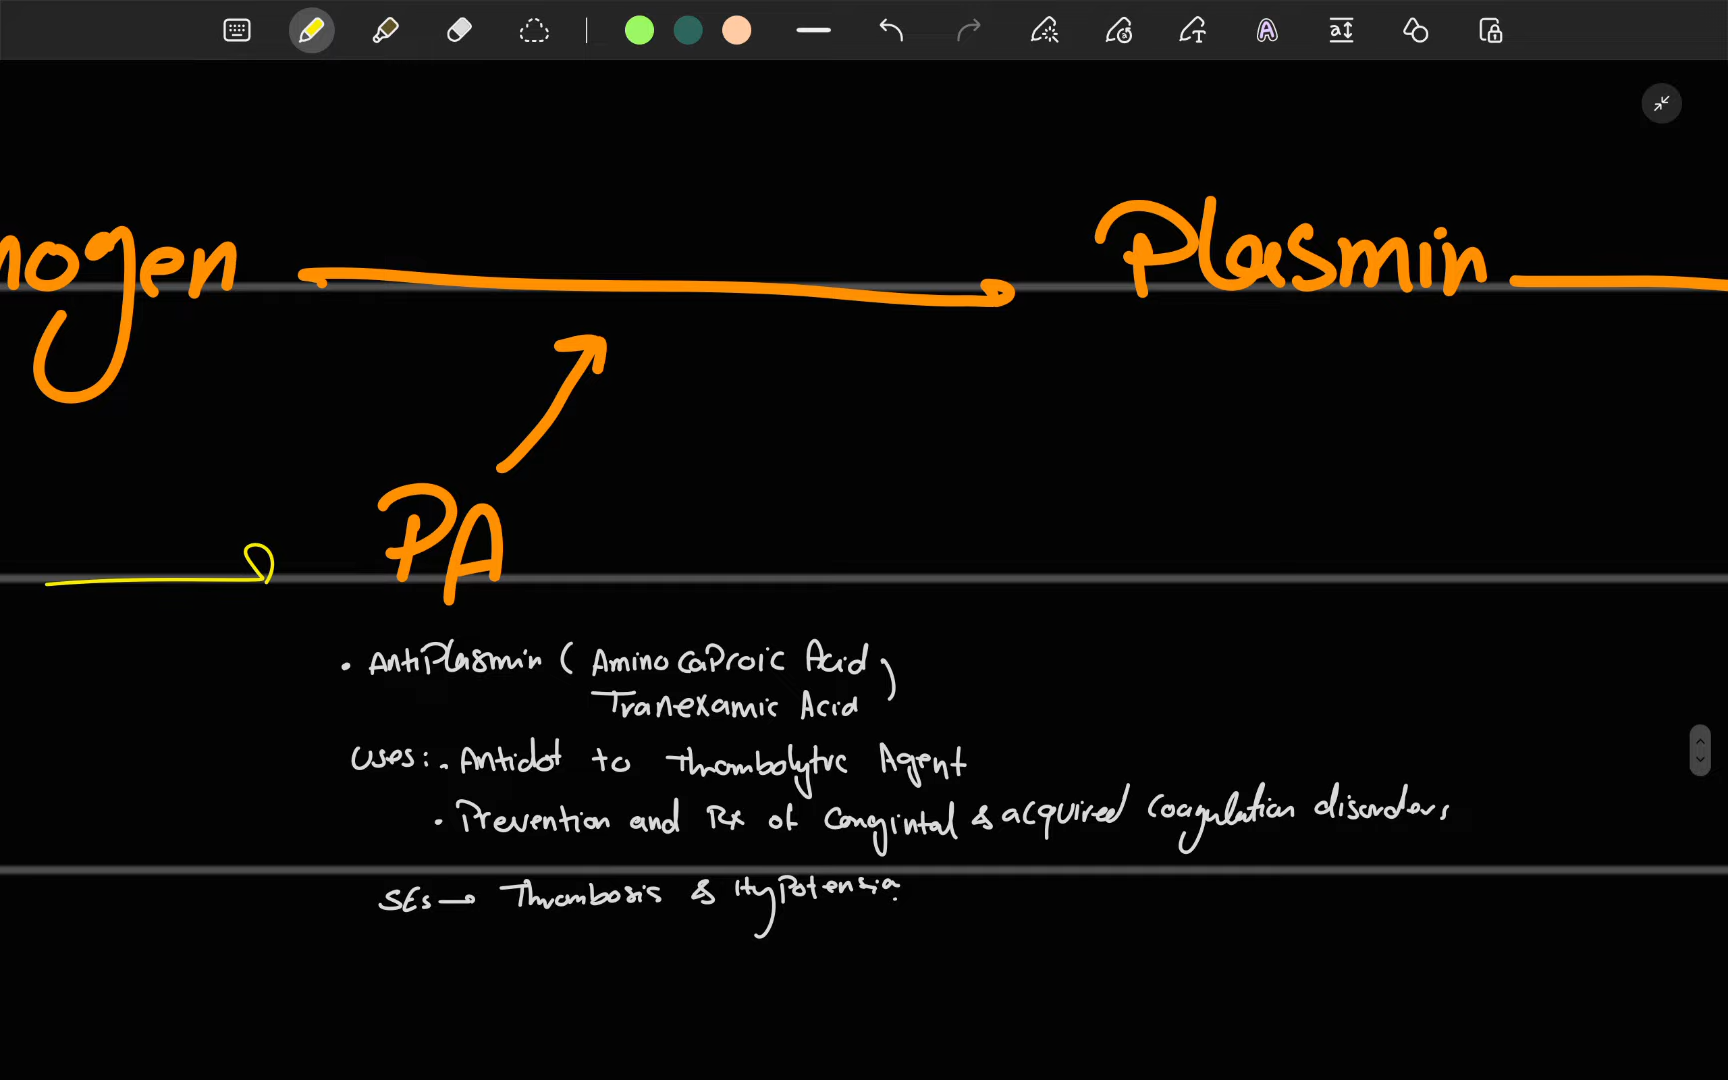 nogen Plasmin
PA
• AntiPlasmin ( Amino CaProic Acid )
Tranexamic Acid
Uses: . Antidot to Thrombolytic Agent
• Prevention and Rx of Congintal & acquired coagulation disorders
SEs → Thrombosis & HyPotensia